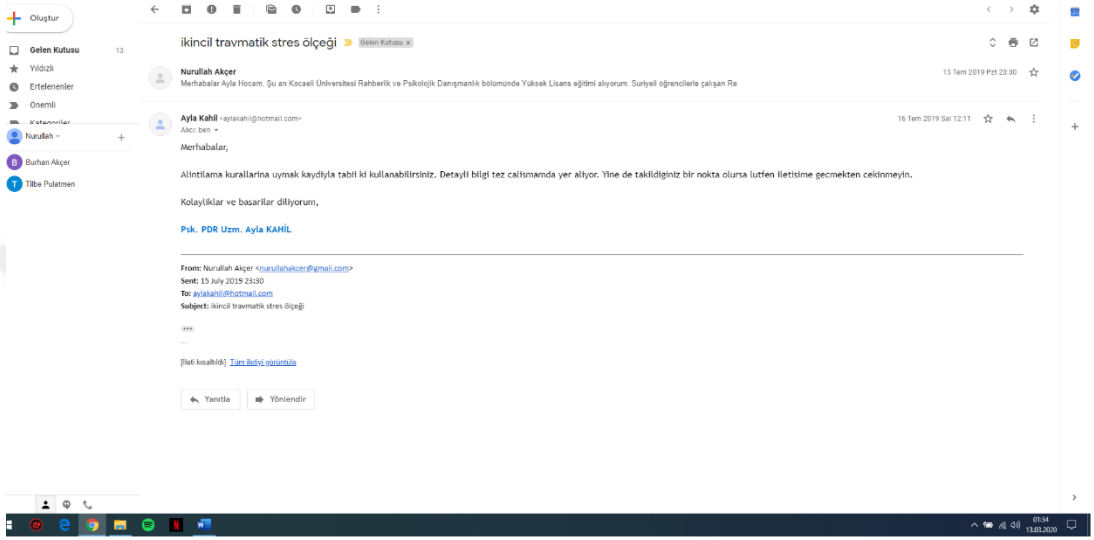 Oluştur
Gelen Kutusu 13
Yıldızlı
Ertelenenler
Önemli
Kategoriler
Nurullah
Burhan Akçer
Tilbe Pulatmen
ikincil travmatik stres ölçeği Gelen Kutusu x
Nurullah Akçer 15 Tem 2019 Pzt 23:30
Merhabalar Ayla Hocam, Şu an Kocaeli Üniversitesi Rehberlik ve Psikolojik Danışmanlık bölümünde Yüksek Lisans eğitimi alıyorum. Suriyeli öğrencilerle çalışan Re
Ayla Kahil <aylakahil@hotmail.com> 16 Tem 2019 Sal 12:11
Alıcı: ben
Merhabalar,
Alintilama kurallarina uymak kaydiyla tabii ki kullanabilirsiniz. Detayli bilgi tez calismamda yer aliyor. Yine de takildiginiz bir nokta olursa lutfen iletisime gecmekten cekinmeyin.
Kolayliklar ve basarilar diliyorum,
Psk. PDR Uzm. Ayla KAHİL
From: Nurullah Akçer <nurullahakcer@gmail.com>
Sent: 15 July 2019 23:30
To: aylakahil@hotmail.com
Subject: ikincil travmatik stres ölçeği
...
[İleti kısaltıldı] Tüm iletiyi görüntüle
Yanıtla Yönlendir
01:34
13.03.2020